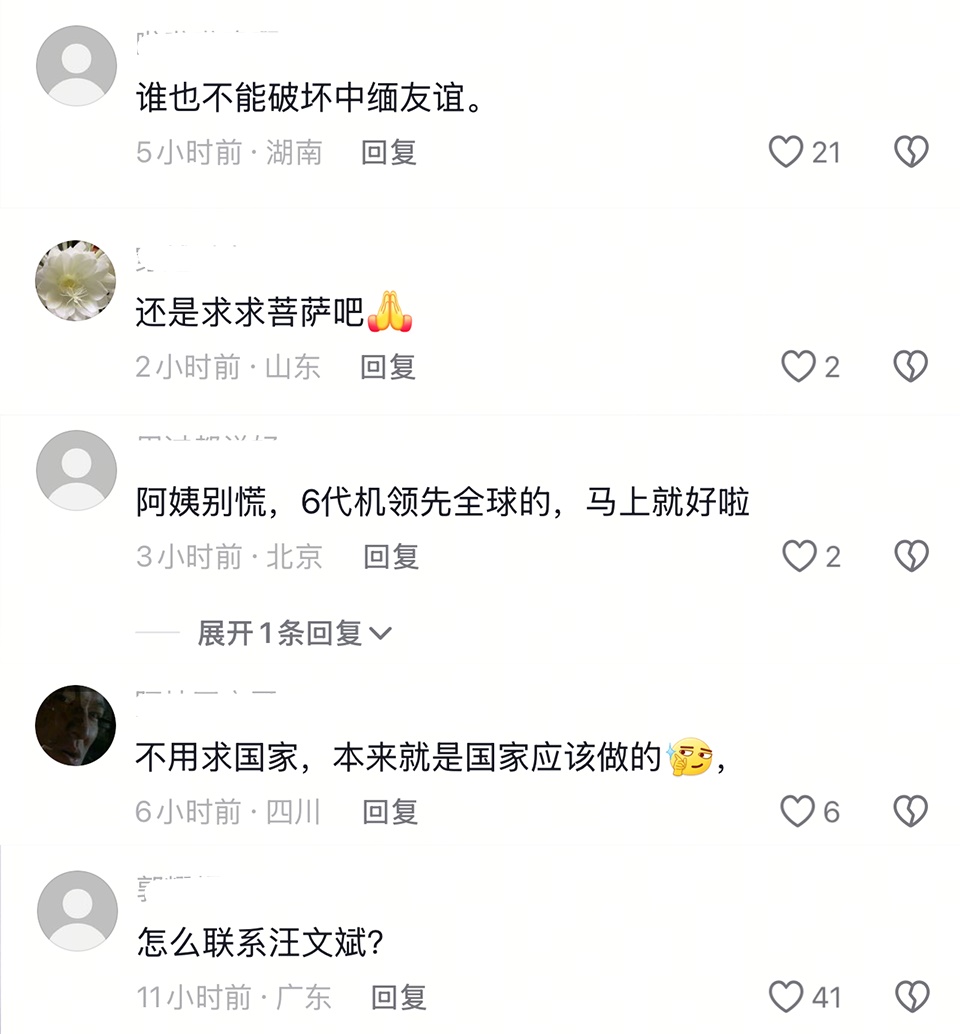 谁也不能破坏中缅友谊。
5小时前 · 湖南 回复 21
还是求求菩萨吧🙏
2小时前 · 山东 回复 2
阿姨别慌，6代机领先全球的，马上就好啦
3小时前 · 北京 回复 2
展开1条回复
不用求国家，本来就是国家应该做的，
6小时前 · 四川 回复 6
怎么联系汪文斌？
11小时前 · 广东 回复 41